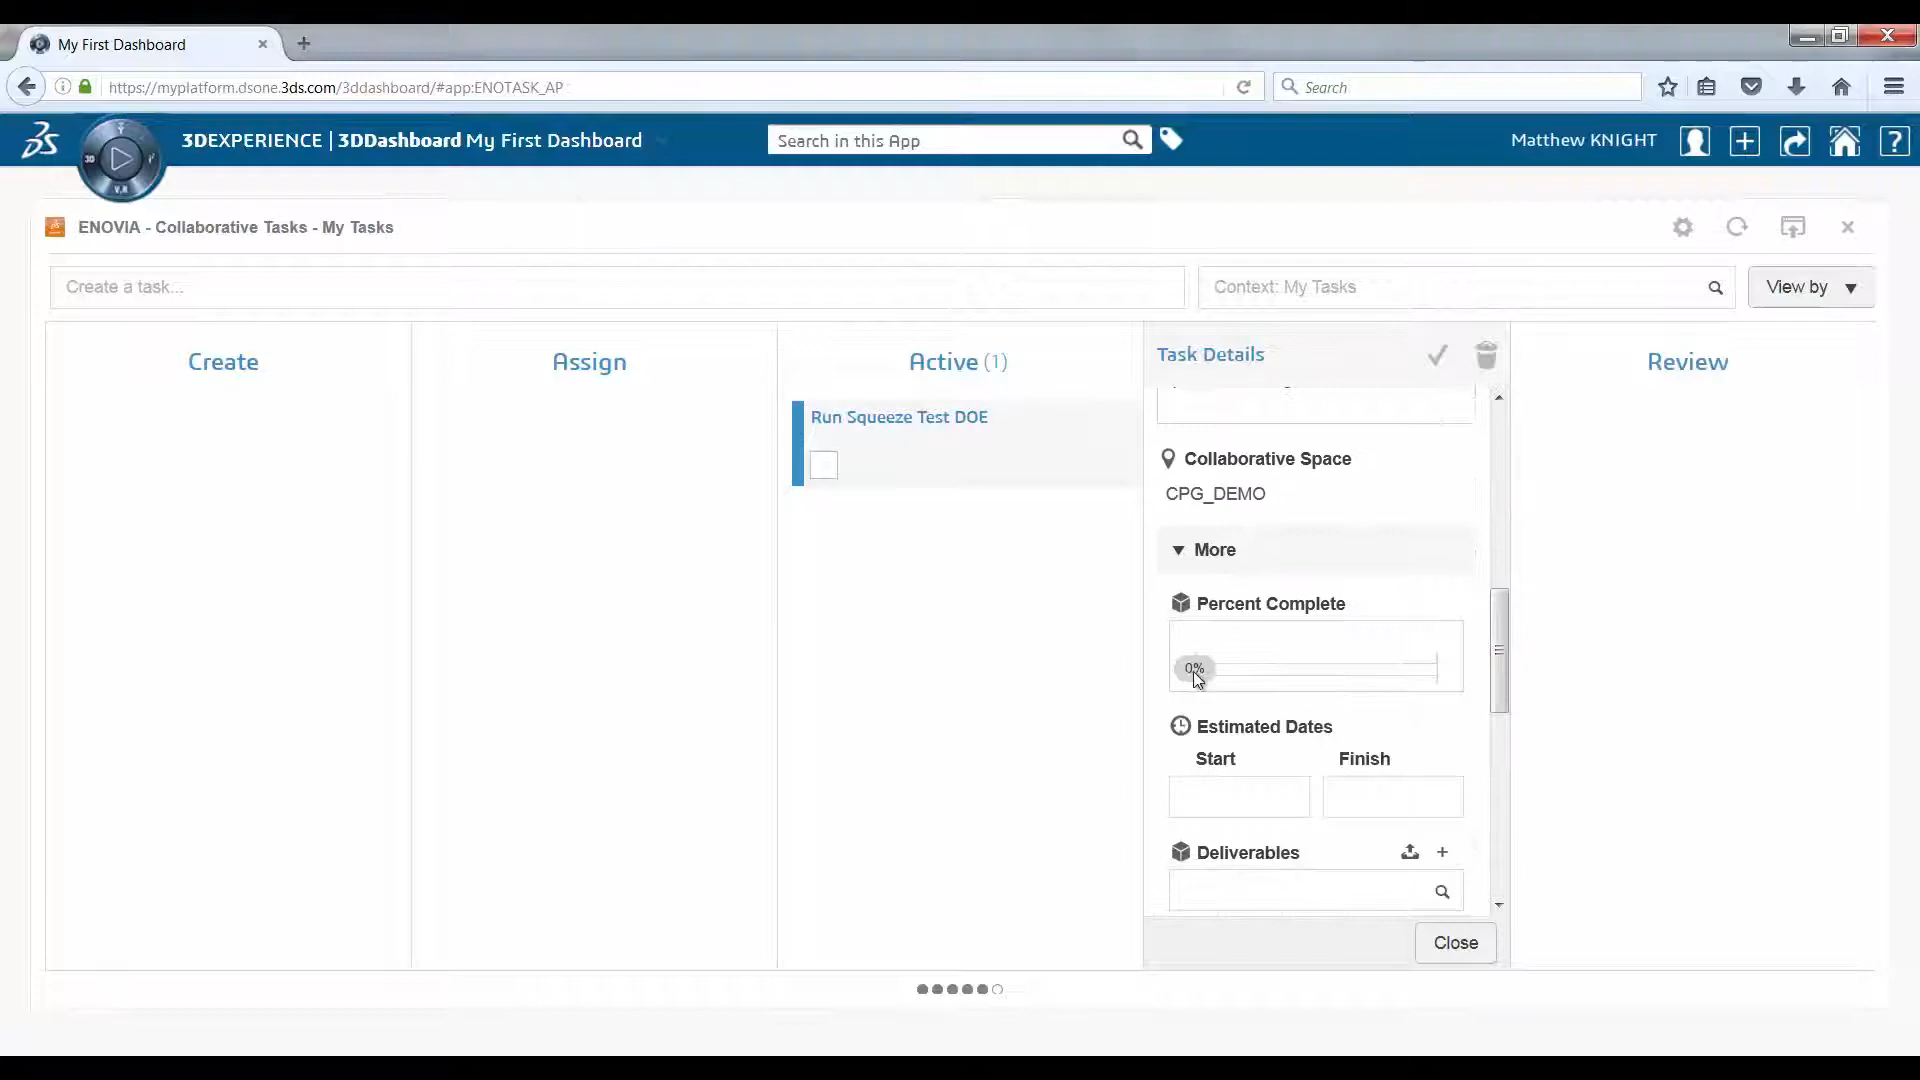 My First Dashboard
https://myplatform.dsone.3ds.com/3ddashboard/#app:ENOTASK_AP
Search
3DEXPERIENCE | 3DDashboard My First Dashboard
Search in this App
Matthew KNIGHT
?
3D
V,R
ENOVIA - Collaborative Tasks - My Tasks
Create a task...
Context: My Tasks
View by
Create
Assign
Active (1)
Task Details
Review
Run Squeeze Test DOE
Collaborative Space
CPG_DEMO
More
Percent Complete
0%
Estimated Dates
Start Finish
Deliverables
Close